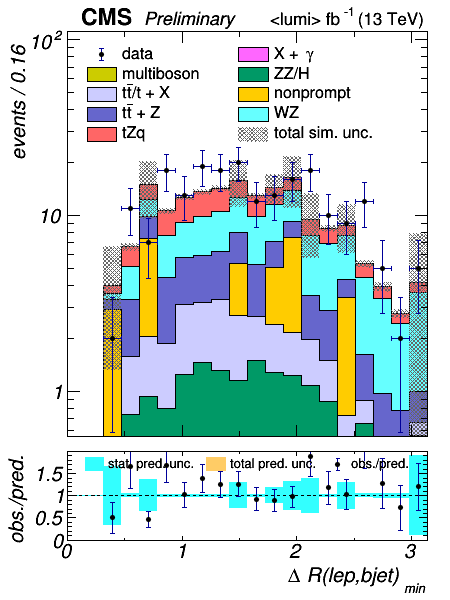 CMS Preliminary <lumi> fb⁻¹ (13 TeV)
events / 0.16
10²
10
1
data
multiboson
tt̄/t + X
tt̄ + Z
tZq
X + γ
ZZ/H
nonprompt
WZ
total sim. unc.
obs./pred.
1.5
1
0.5
0
stat. pred. unc. total pred. unc. obs./pred.
0 1 2 3
Δ R(lep,bjet) min